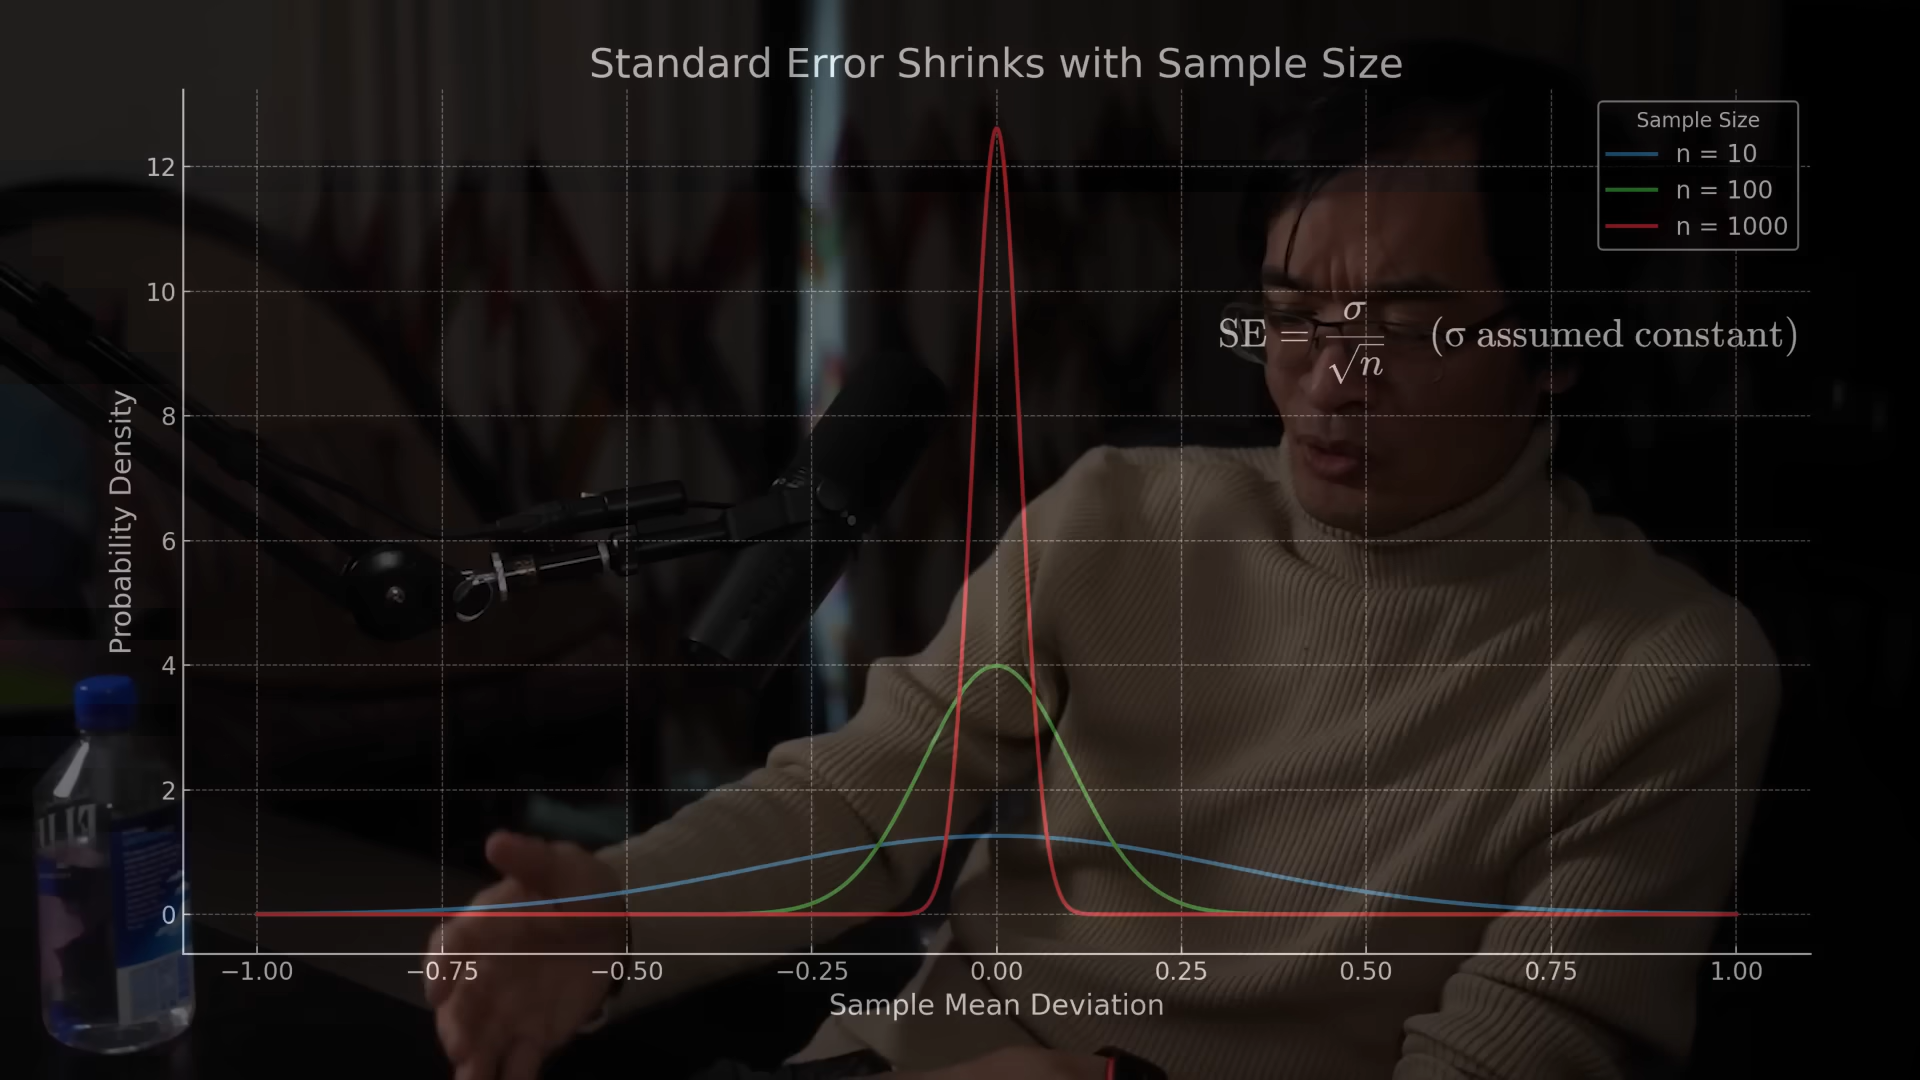 Standard Error Shrinks with Sample Size
Sample Size
n = 10
n = 100
n = 1000
SE = σ/√n (σ assumed constant)
Probability Density
12
10
8
6
4
2
0
−1.00 −0.75 −0.50 −0.25 0.00 0.25 0.50 0.75 1.00
Sample Mean Deviation